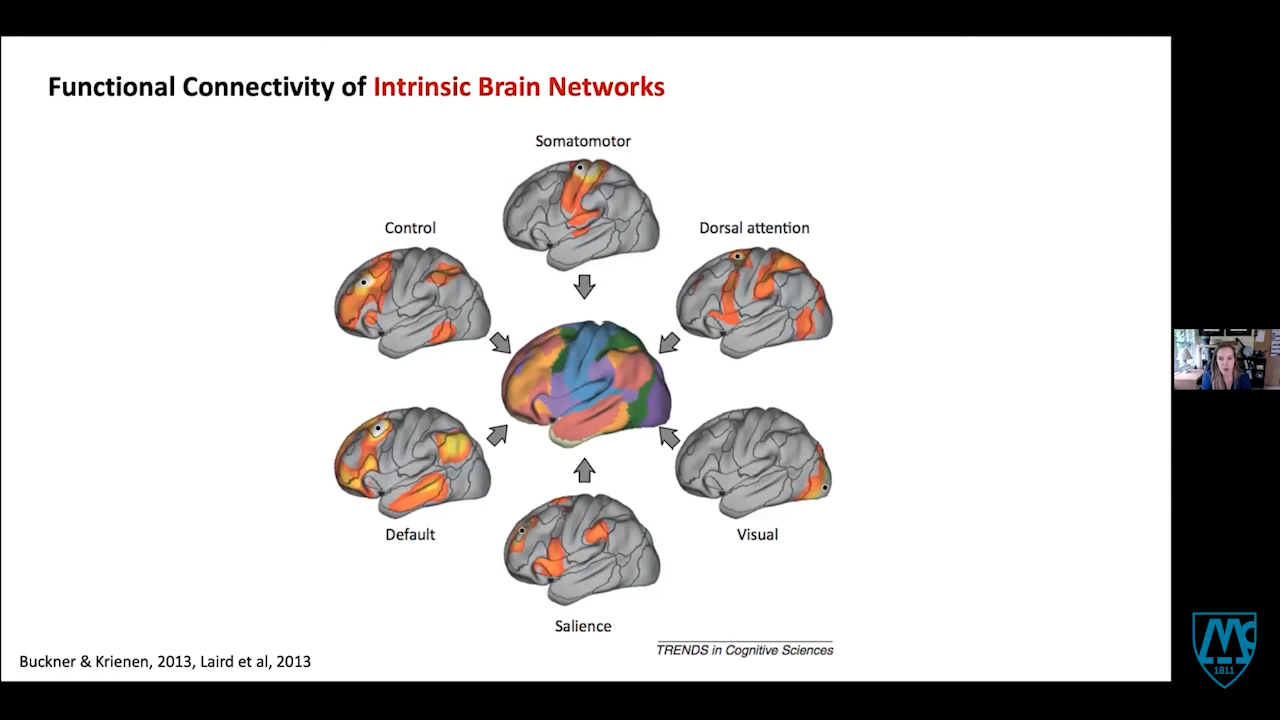 Functional Connectivity of Intrinsic Brain Networks
Somatomotor
Control
Dorsal attention
Default
Visual
Salience
TRENDS in Cognitive Sciences
Buckner & Krienen, 2013, Laird et al, 2013
1811